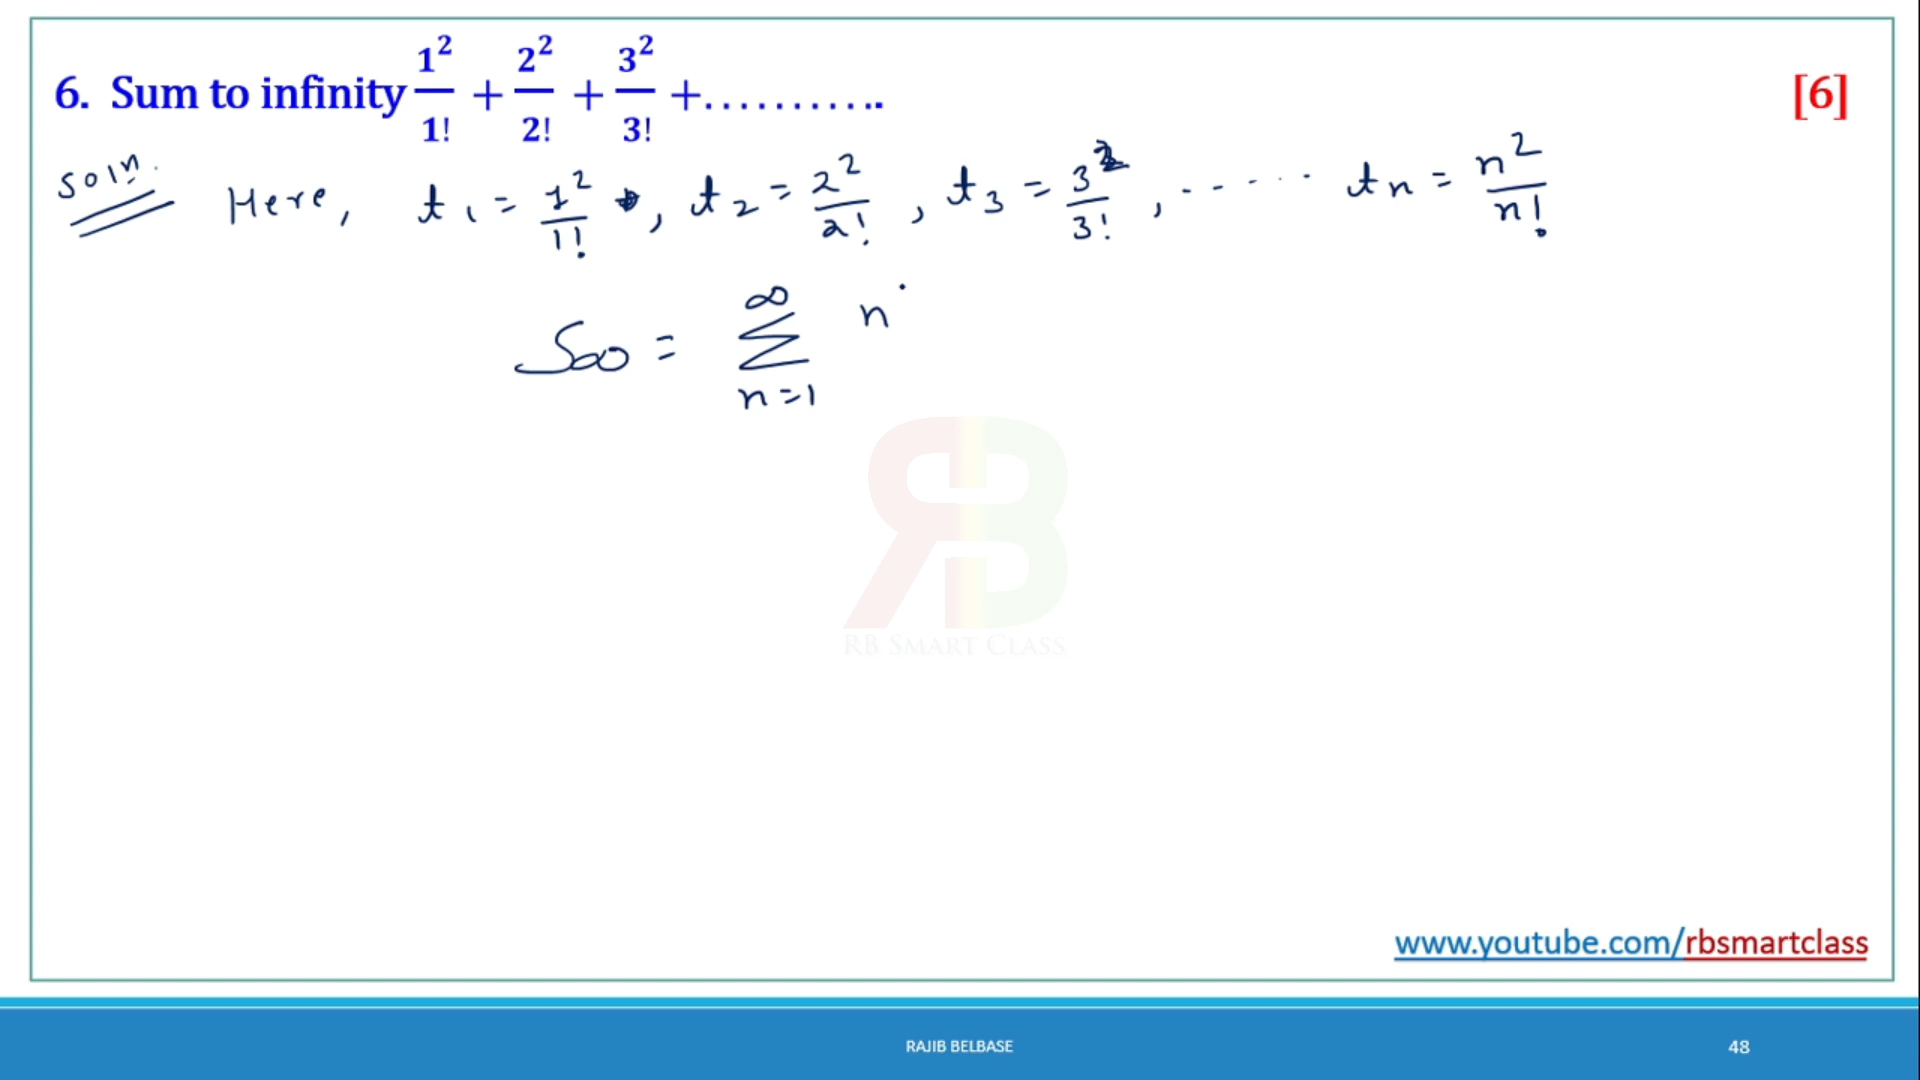 6. Sum to infinity 1²/1! + 2²/2! + 3²/3! +...........
[6]
Soln.
Here, t₁ = 1²/1!, t₂ = 2²/2!, t₃ = 3²/3!, ...... tₙ = n²/n!
S∞ = ∞ Σ n=1 n
RB SMART CLASS
www.youtube.com/rbsmartclass
RAJIB BELBASE
48